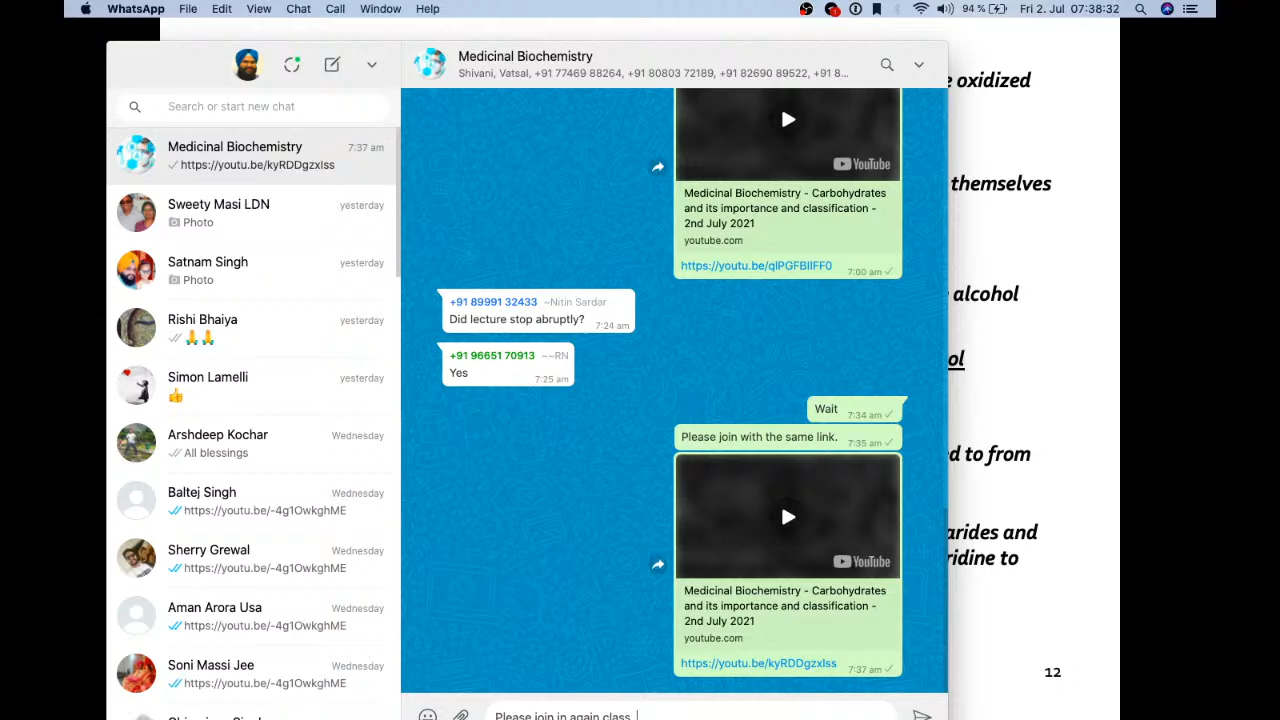 WhatsApp File Edit View Chat Call Window Help
94 % Fri 2. Jul 07:38:32
Search or start new chat
Medicinal Biochemistry 7:37 am
https://youtu.be/kyRDDgzxIss
Sweety Masi LDN yesterday
Photo
Satnam Singh yesterday
Photo
Rishi Bhaiya yesterday
Simon Lamelli yesterday
Arshdeep Kochar Wednesday
All blessings
Baltej Singh Wednesday
https://youtu.be/-4g1OwkghME
Sherry Grewal Wednesday
https://youtu.be/-4g1OwkghME
Aman Arora Usa Wednesday
https://youtu.be/-4g1OwkghME
Soni Massi Jee Wednesday
https://youtu.be/-4g1OwkghME
Medicinal Biochemistry
Shivani, Vatsal, +91 77469 88264, +91 80803 72189, +91 82690 89522, +91 8...
YouTube
Medicinal Biochemistry - Carbohydrates
and its importance and classification -
2nd July 2021
youtube.com
https://youtu.be/qlPGFBIIFF0 7:00 am
+91 89991 32433 ~Nitin Sardar
Did lecture stop abruptly? 7:24 am
+91 96651 70913 ~~RN
Yes 7:25 am
Wait 7:34 am
Please join with the same link. 7:35 am
YouTube
Medicinal Biochemistry - Carbohydrates
and its importance and classification -
2nd July 2021
youtube.com
https://youtu.be/kyRDDgzxIss 7:37 am
Please join in again class
e oxidized
themselves
alcohol
ol
d to from
arides and
ridine to
12